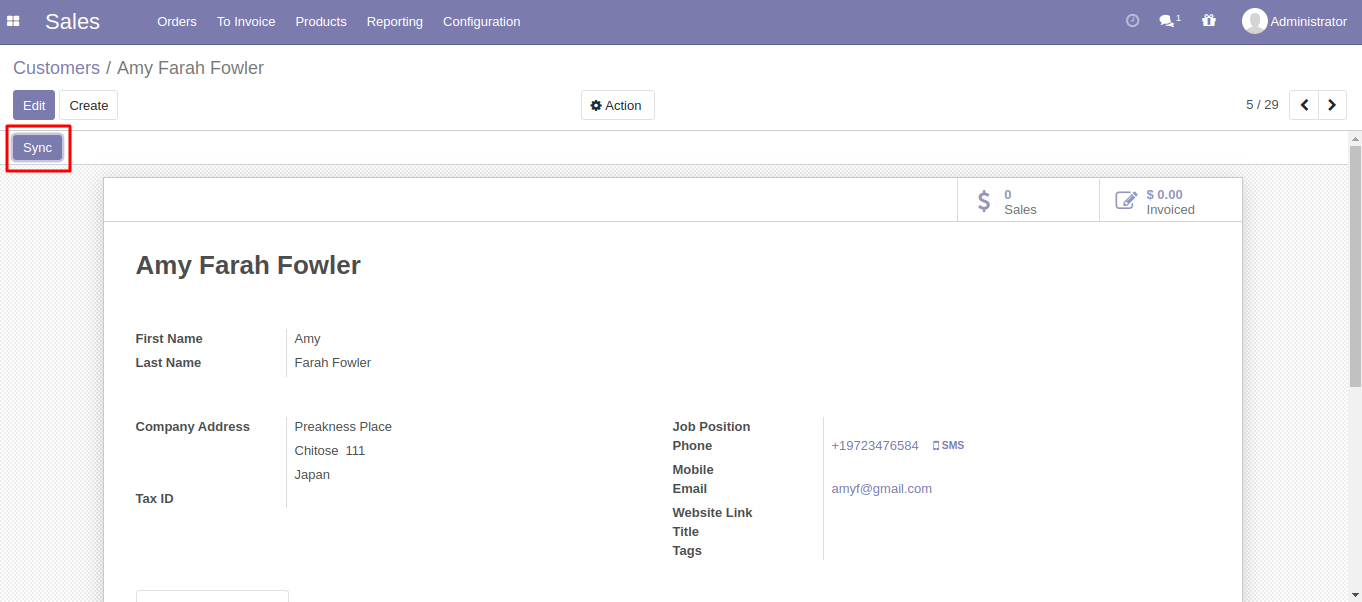 Sales Orders To Invoice Products Reporting Configuration 1 Administrator
Customers / Amy Farah Fowler
Edit Create Action 5 / 29
Sync
0
Sales
$ 0.00
Invoiced
Amy Farah Fowler
First Name Amy
Last Name Farah Fowler
Company Address Preakness Place
Chitose 111
Japan
Tax ID
Job Position
Phone +19723476584 SMS
Mobile
Email amyf@gmail.com
Website Link
Title
Tags